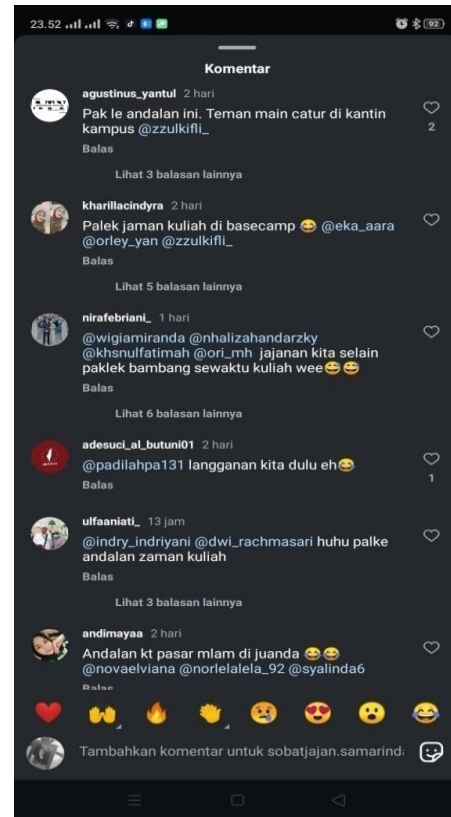 23.52
92
Komentar
agustinus_yantul 2 hari
Pak le andalan ini. Teman main catur di kantin
kampus @zzulkifli_
2
Balas
Lihat 3 balasan lainnya
kharillacindyra 2 hari
Palek jaman kuliah di basecamp 😂 @eka_aara
@orley_yan @zzulkifli_
Balas
Lihat 5 balasan lainnya
nirafebriani_ 1 hari
@wigiamiranda @nhalizahandarzky
@khsnulfatimah @ori_mh jajanan kita selain
paklek bambang sewaktu kuliah wee😅😅
Balas
Lihat 6 balasan lainnya
adesuci_al_butuni01 2 hari
@padilahpa131 langganan kita dulu eh😂
1
Balas
ulfaaniati_ 13 jam
@indry_indriyani @dwi_rachmasari huhu palke
andalan zaman kuliah
Balas
Lihat 3 balasan lainnya
andimayaa 2 hari
Andalan kt pasar mlam di juanda 😂😂
@novaelviana @norlelalela_92 @syalinda6
Balas
Tambahkan komentar untuk sobatjajan.samarind